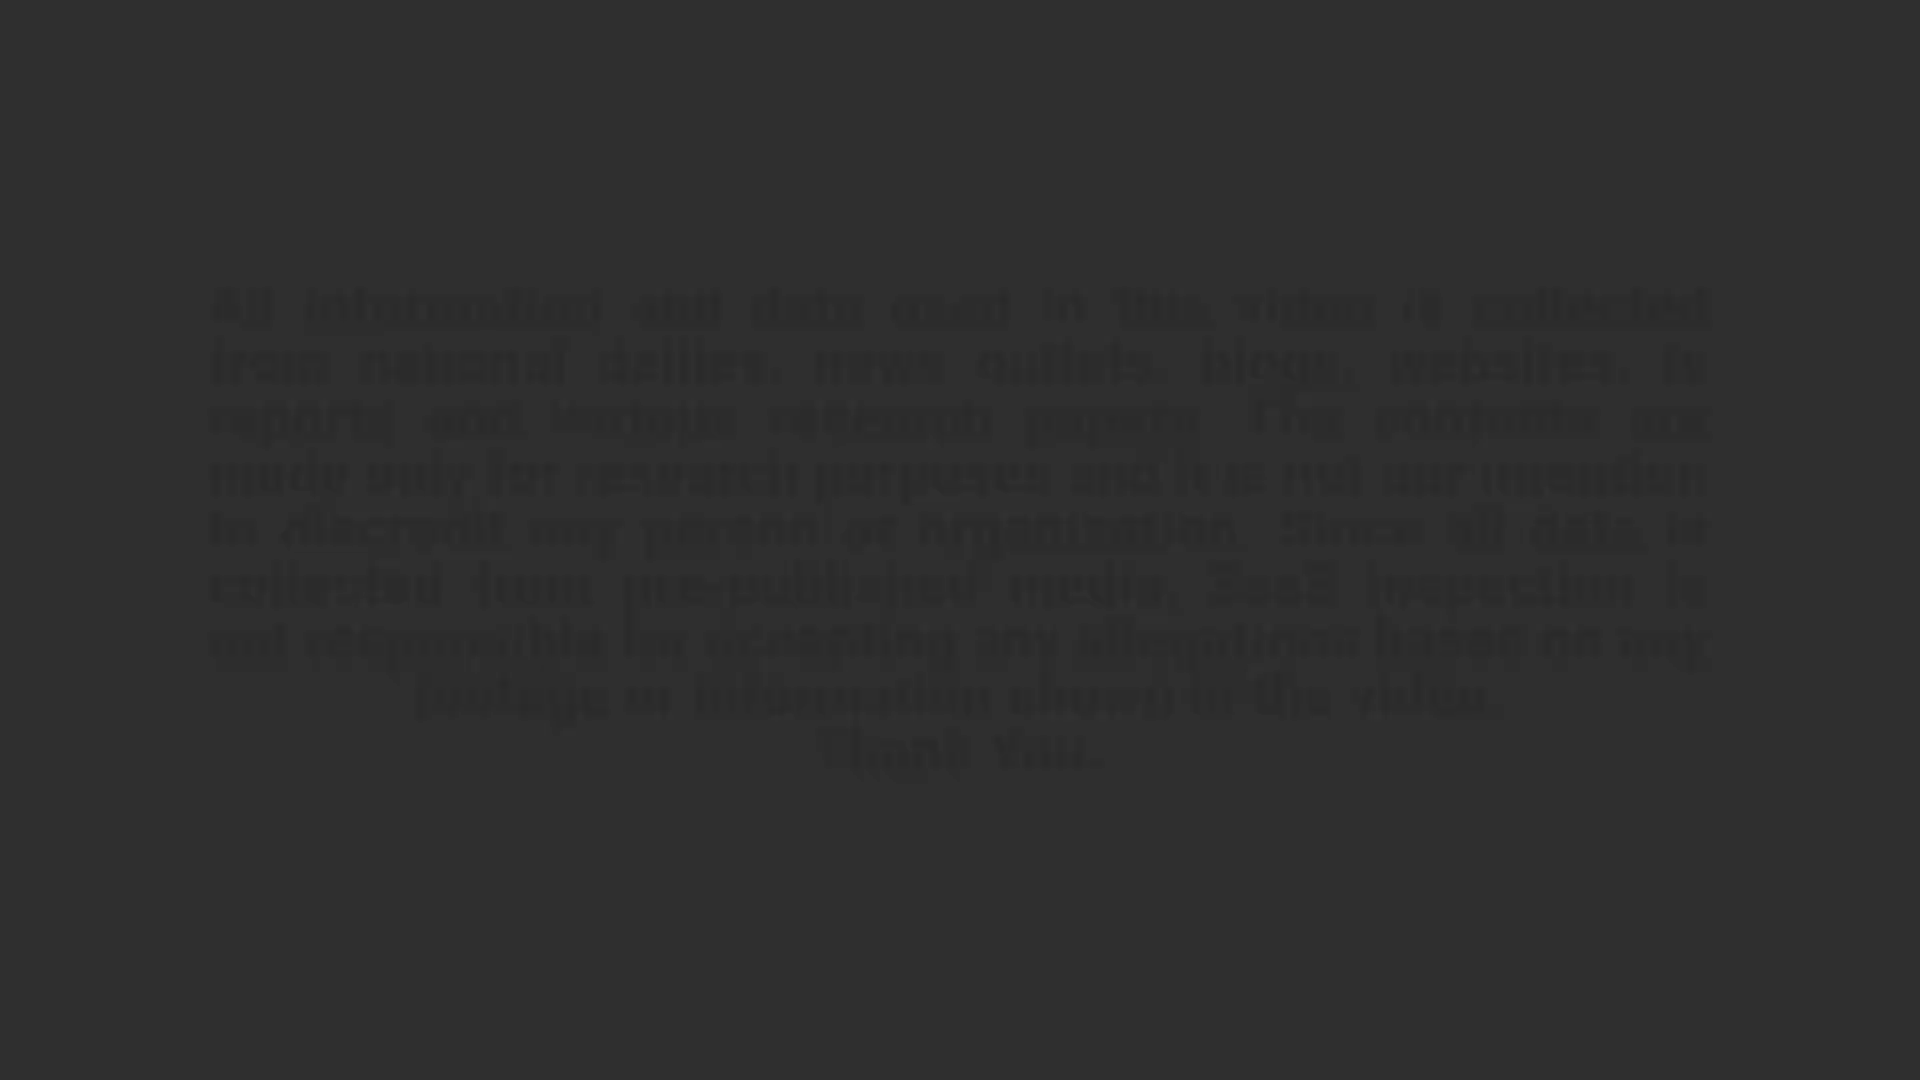 All information and data used in this video is collected
from national dailies, news outlets, blogs, websites, tv
reports and various research papers. The contents are
made only for research purposes and it is not our intention
to discredit any person or organization. Since all data is
collected from pre-published media, inspection is
not responsible for accepting any allegations based on any
footage or information shown in the video.
Thank You.